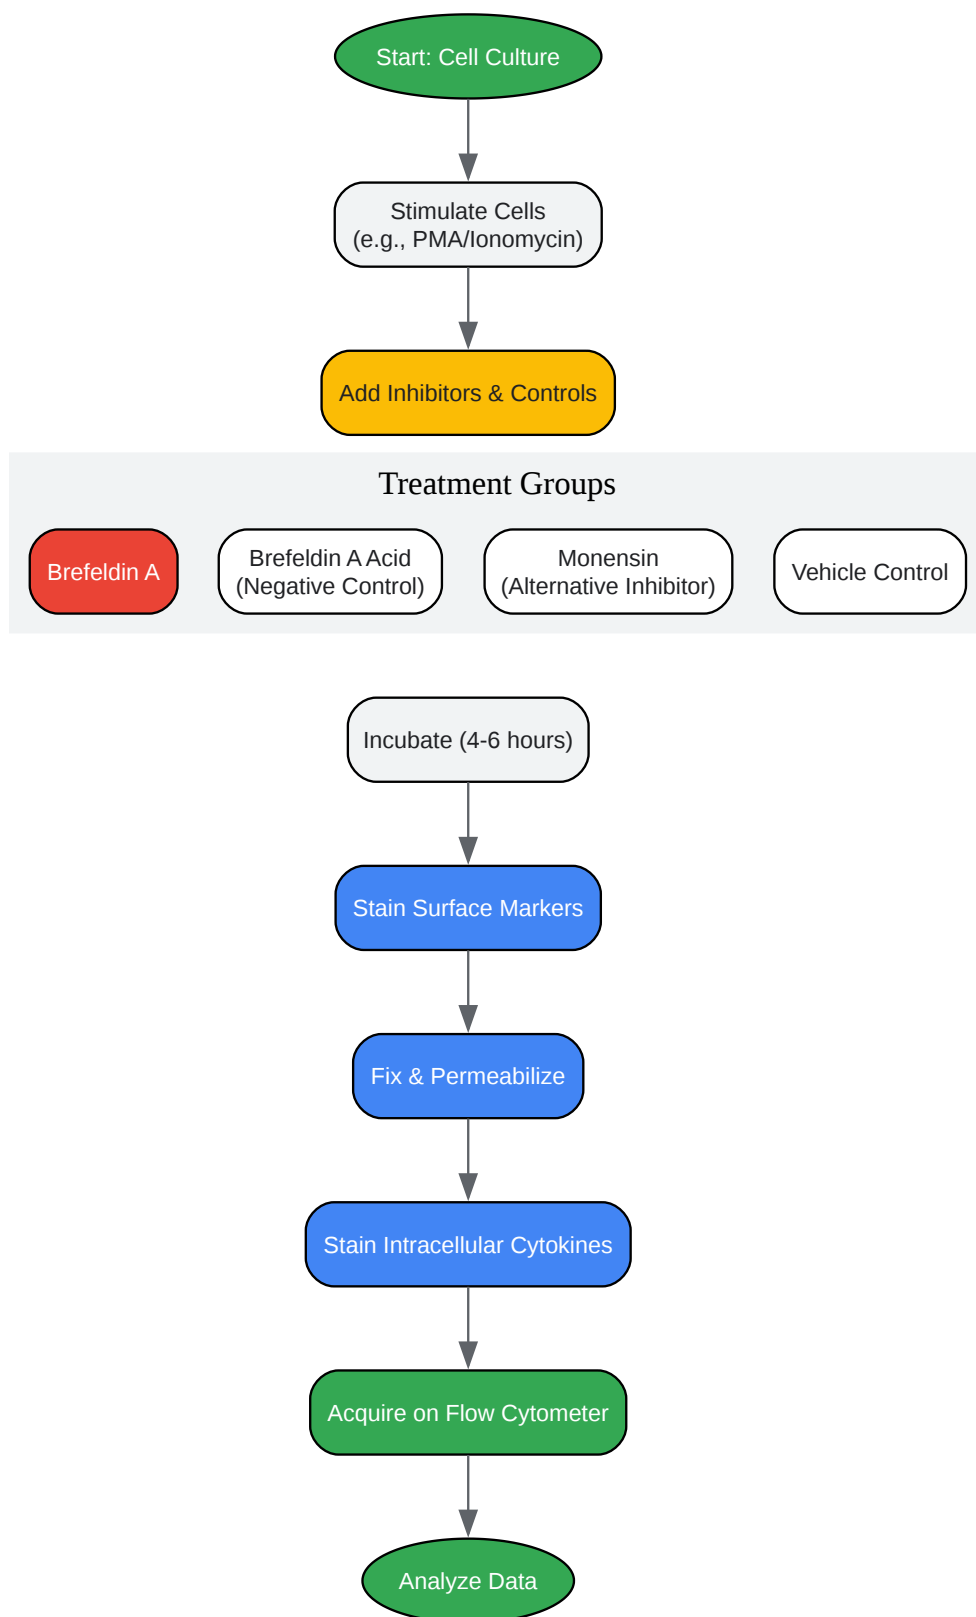 Start: Cell Culture
Stimulate Cells
(e.g., PMA/Ionomycin)
Add Inhibitors & Controls
Treatment Groups
Brefeldin A
Brefeldin A Acid
(Negative Control)
Monensin
(Alternative Inhibitor)
Vehicle Control
Incubate (4-6 hours)
Stain Surface Markers
Fix & Permeabilize
Stain Intracellular Cytokines
Acquire on Flow Cytometer
Analyze Data